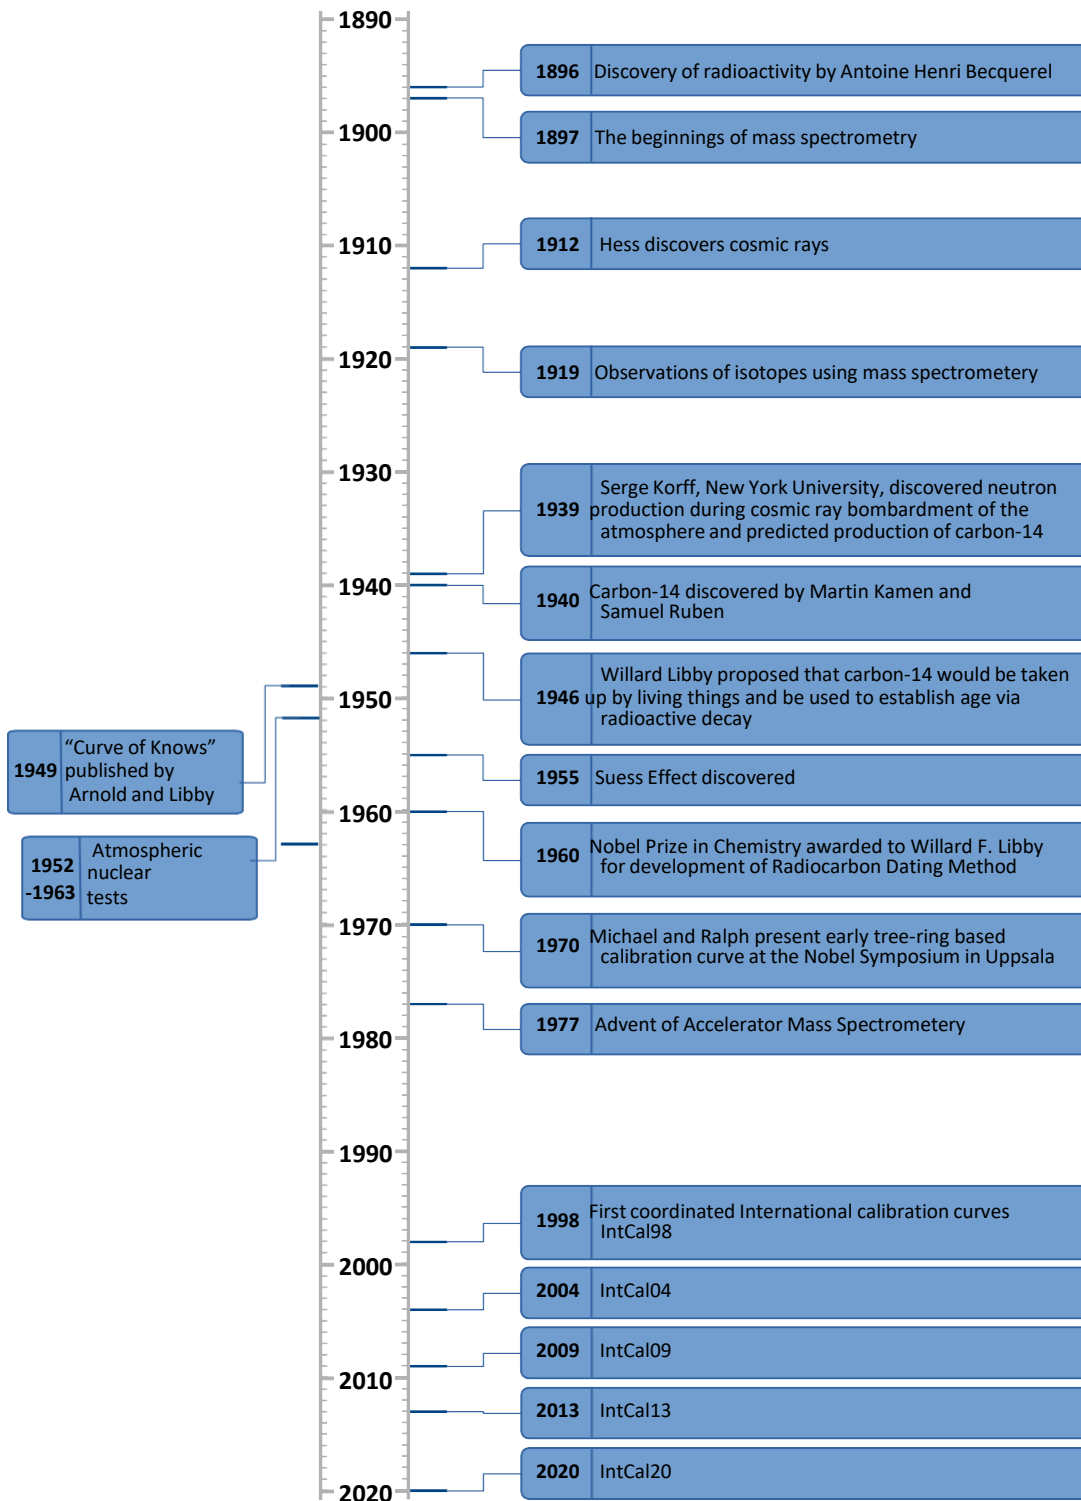 1890
1896 Discovery of radioactivity by Antoine Henri Becquerel
1897 The beginnings of mass spectrometry
1900
1910
1912 Hess discovers cosmic rays
1920
1919 Observations of isotopes using mass spectrometery
1930
Serge Korff, New York University, discovered neutron
1939 production during cosmic ray bombardment of the
atmosphere and predicted production of carbon-14
1940
1940 Carbon-14 discovered by Martin Kamen and
Samuel Ruben
Willard Libby proposed that carbon-14 would be taken
1946 up by living things and be used to establish age via
radioactive decay
1950
“Curve of Knows”
1949 published by
Arnold and Libby
1955 Suess Effect discovered
1960
1952
-1963
Atmospheric
nuclear
tests
1960 Nobel Prize in Chemistry awarded to Willard F. Libby
for development of Radiocarbon Dating Method
1970
1970 Michael and Ralph present early tree-ring based
calibration curve at the Nobel Symposium in Uppsala
1977 Advent of Accelerator Mass Spectrometery
1980
1990
1998 First coordinated International calibration curves
IntCal98
2000
2004 IntCal04
2009 IntCal09
2010
2013 IntCal13
2020 IntCal20
2020